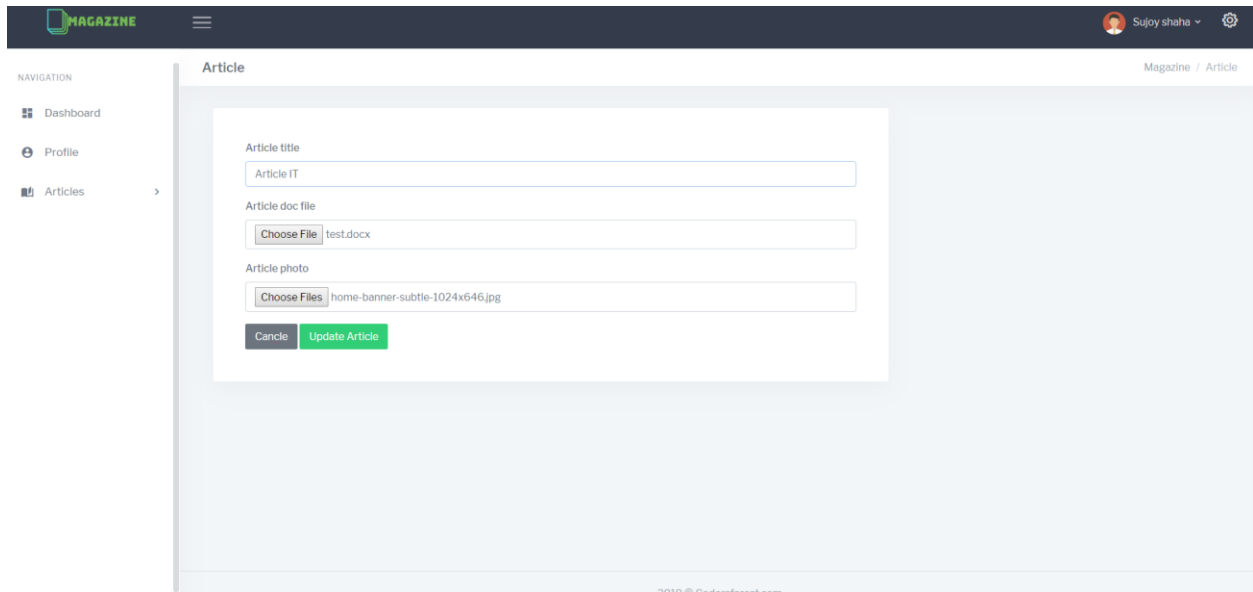 MAGAZINE
Sujoy shaha
NAVIGATION
Article
Magazine / Article
Dashboard
Profile
Articles
Article title
Article IT
Article doc file
Choose File test.docx
Article photo
Choose Files home-banner-subtle-1024x646.jpg
Cancle Update Article